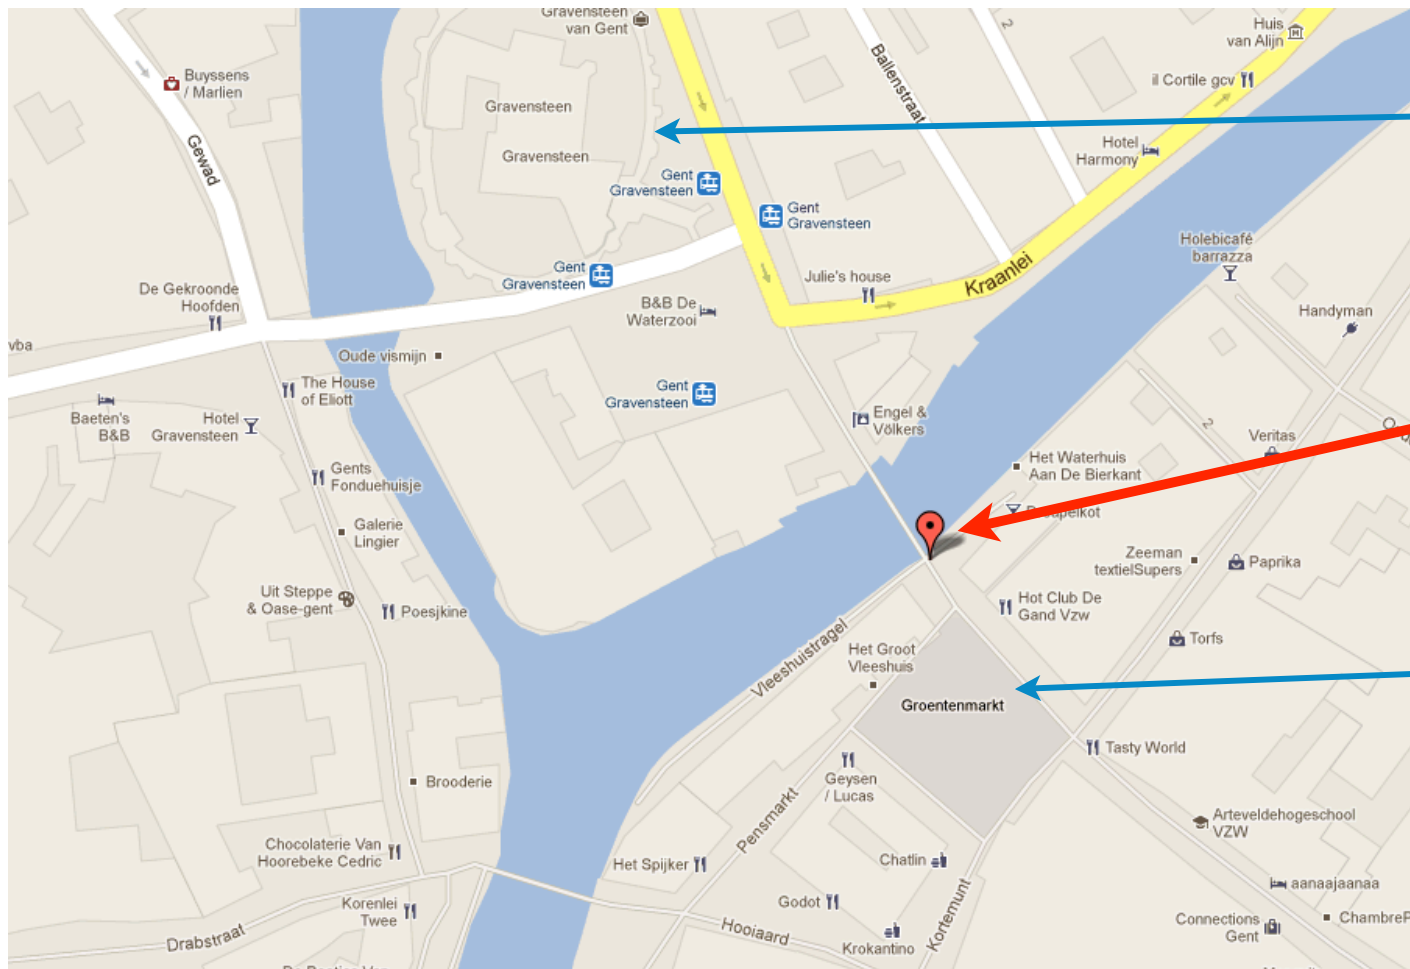 Gravensteen
van Gent
Huis
van Alijn
2
Ballenstraat
il Cortile gcv
Buyssens
/ Marlien
Gravensteen
Gewad
Gravensteen
Hotel
Harmony
Gent
Gravensteen
Gent
Gravensteen
Holebicafé
barrazza
Gent
Gravensteen
Julie's house
Kraanlei
De Gekroonde
Hoofden
B&B De
Waterzooi
Handyman
vba
Oude vismijn
The House
of Eliott
Gent
Gravensteen
Baeten's
B&B
Hotel
Gravensteen
Engel &
Völkers
2
Veritas
Het Waterhuis
Aan De Bierkant
Gents
Fonduehuisje
Galerie
Lingier
Zeeman
textielSupers
Paprika
Uit Steppe
& Oase-gent
Poesjkine
Hot Club De
Gand Vzw
Torfs
Vleeshuistragel
Het Groot
Vleeshuis
Groentenmarkt
Tasty World
Brooderie
Geysen
/ Lucas
Pensmarkt
Arteveldehogeschool
VZW
Chocolaterie Van
Hoorebeke Cedric
Het Spijker
Chatlin
aanaajaanaa
Godot
Kortemunt
Korenlei
Twee
Drabstraat
Hooiaard
Krokantino
Connections
Gent